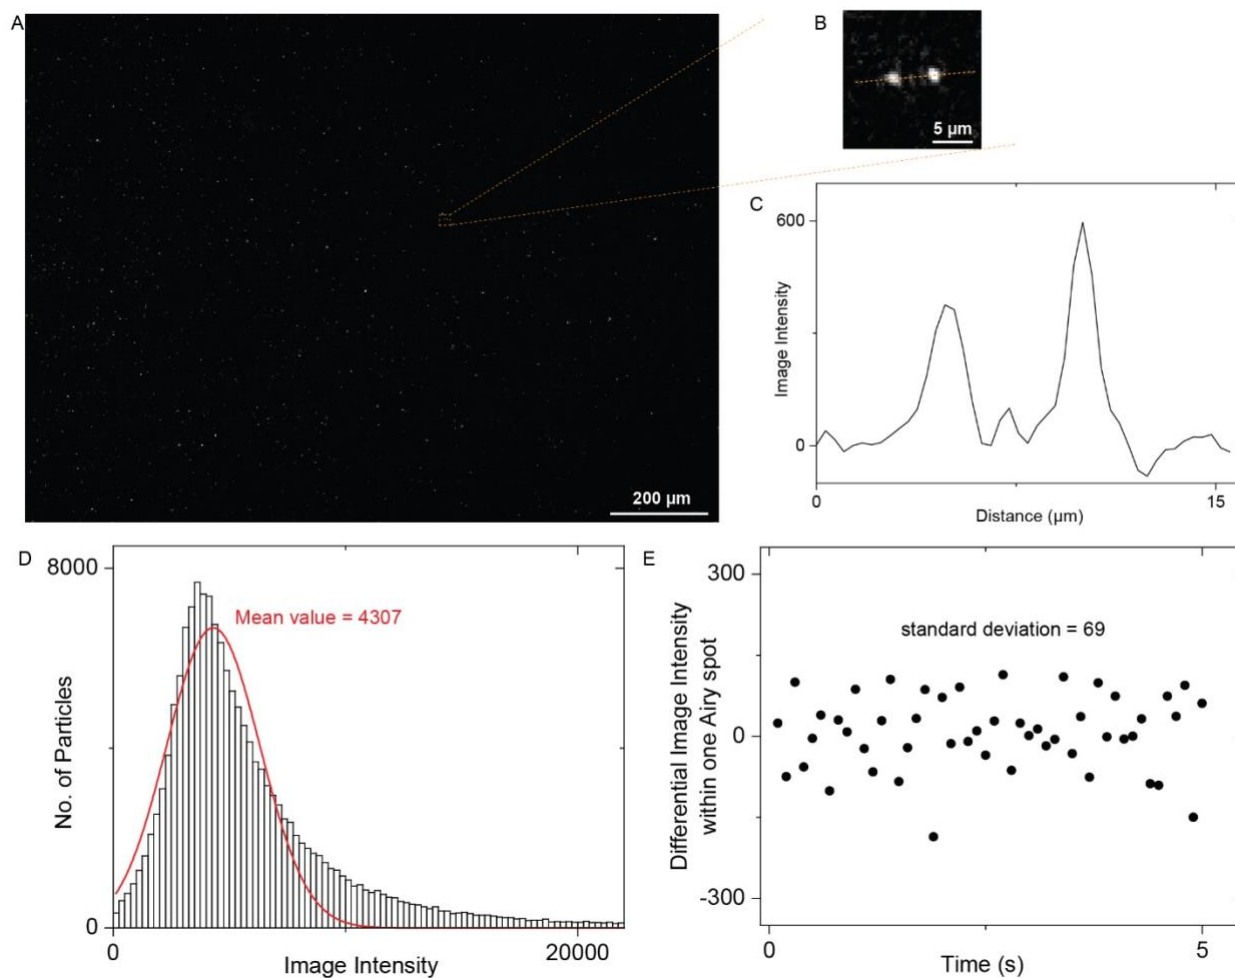 A
200 µm
B
5 µm
C
600
0
Image Intensity
0
15
Distance (µm)
D
8000
0
No. of Particles
Mean value = 4307
0
20000
Image Intensity
E
300
0
-300
Differential Image Intensity
within one Airy spot
standard deviation = 69
0
5
Time (s)